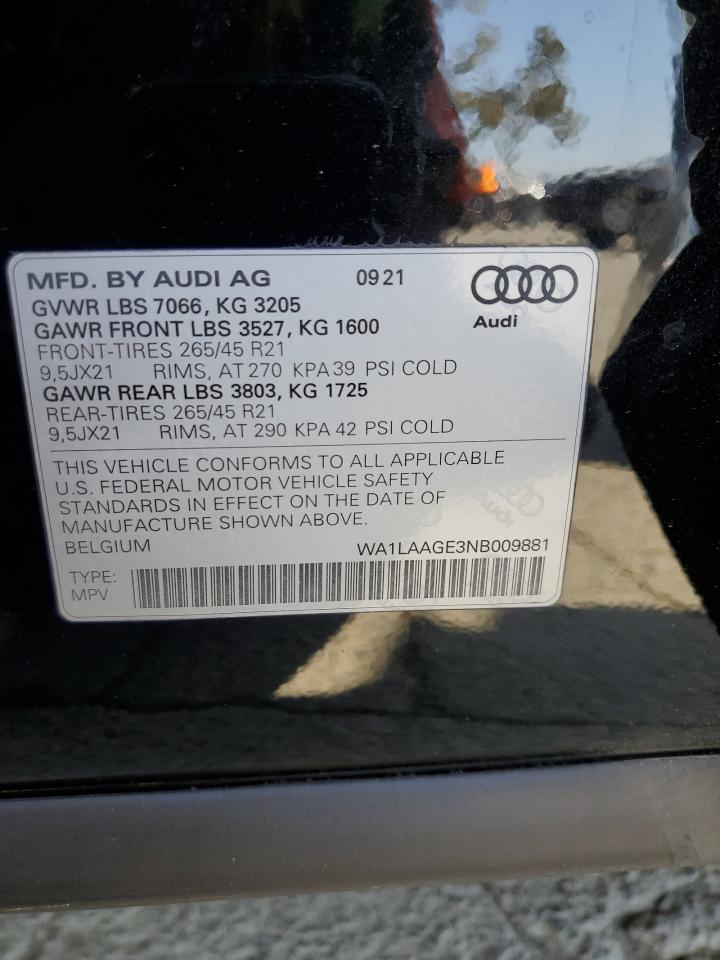 MFD. BY AUDI AG 0921
GVWR LBS 7066, KG 3205
GAWR FRONT LBS 3527, KG 1600
Audi
FRONT-TIRES 265/45 R21
9,5JX21 RIMS, AT 270 KPA 39 PSI COLD
GAWR REAR LBS 3803, KG 1725
REAR-TIRES 265/45 R21
9,5JX21 RIMS, AT 290 KPA 42 PSI COLD
THIS VEHICLE CONFORMS TO ALL APPLICABLE
U.S. FEDERAL MOTOR VEHICLE SAFETY
STANDARDS IN EFFECT ON THE DATE OF
MANUFACTURE SHOWN ABOVE.
Audi
BELGIUM WA1LAAGE3NB009881
TYPE:
MPV